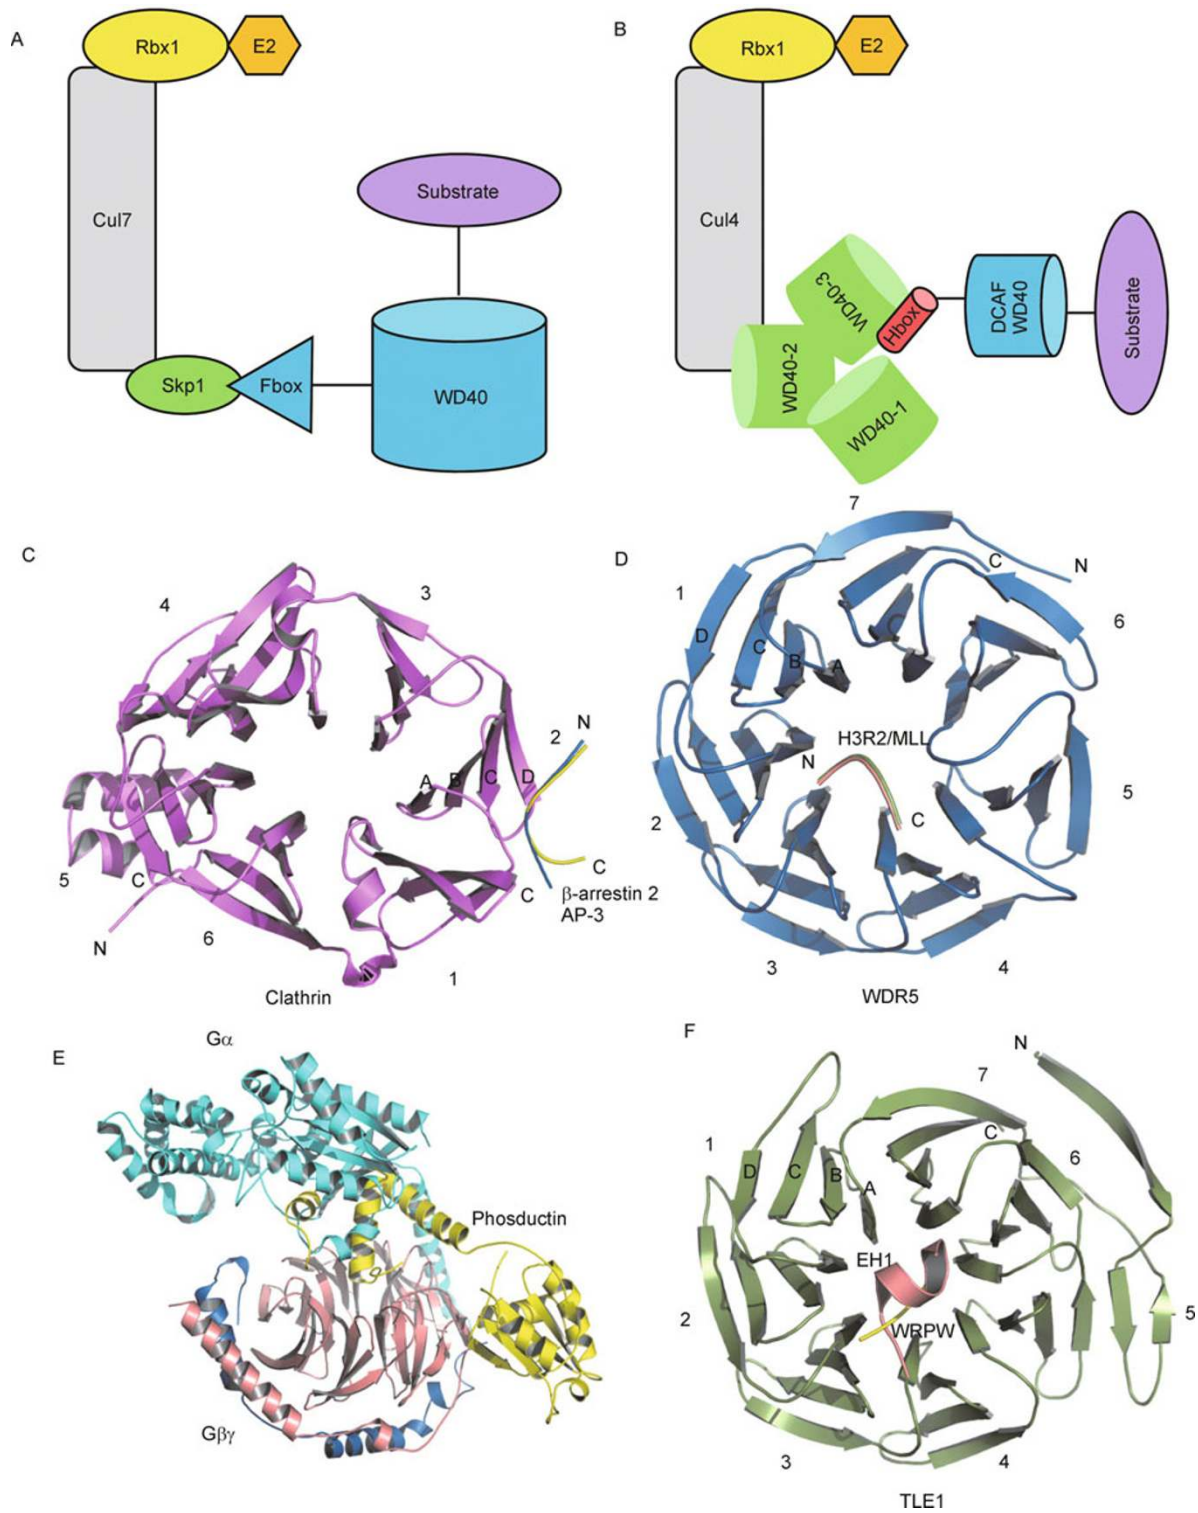 A
Rbx1
E2
Cul7
Substrate
Skp1
Fbox
WD40
B
Rbx1
E2
Cul4
WD40-3
Hbox
DCAF
WD40
Substrate
WD40-2
WD40-1
C
4
3
2
N
A
B
C
D
C
C
β-arrestin 2
AP-3
5
C
N
6
1
Clathrin
D
7
C
N
1
6
D
C
B
A
C
H3R2/MLL
N
C
2
5
3
4
WDR5
E
Gα
Phosductin
Gβγ
F
N
7
C
1
6
D
C
B
A
EH1
WRPW
2
5
3
4
TLE1